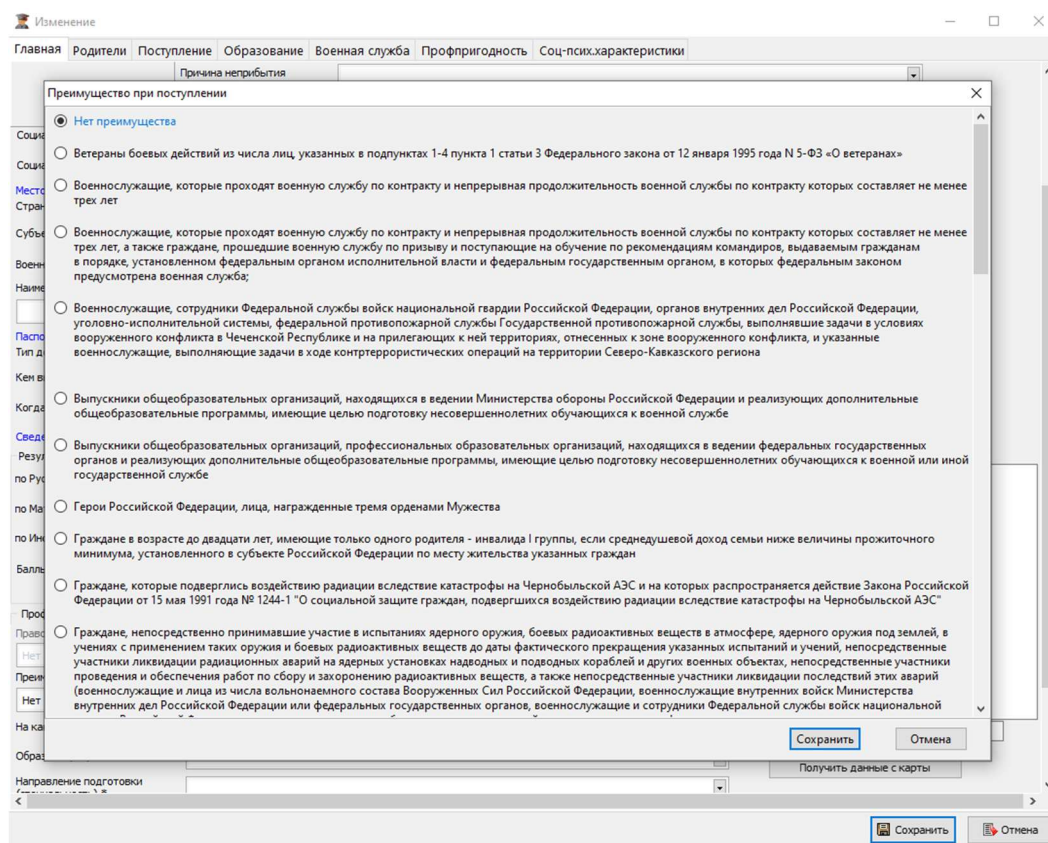 Изменение
Главная Родители Поступление Образование Военная служба Профпригодность Соц-псих.характеристики
Причина неприбытия
Преимущество при поступлении
Нет преимущества
Ветераны боевых действий из числа лиц, указанных в подпунктах 1-4 пункта 1 статьи 3 Федерального закона от 12 января 1995 года N 5-ФЗ «О ветеранах»
Военнослужащие, которые проходят военную службу по контракту и непрерывная продолжительность военной службы по контракту которых составляет не менее
трех лет
Военнослужащие, которые проходят военную службу по контракту и непрерывная продолжительность военной службы по контракту которых составляет не менее
трех лет, а также граждане, прошедшие военную службу по призыву и поступающие на обучение по рекомендациям командиров, выдаваемым гражданам
в порядке, установленном федеральным органом исполнительной власти и федеральным государственным органом, в которых федеральным законом
предусмотрена военная служба;
Военнослужащие, сотрудники Федеральной службы войск национальной гвардии Российской Федерации, органов внутренних дел Российской Федерации,
уголовно-исполнительной системы, федеральной противопожарной службы Государственной противопожарной службы, выполнявшие задачи в условиях
вооруженного конфликта в Чеченской Республике и на прилегающих к ней территориях, отнесенных к зоне вооруженного конфликта, и указанные
военнослужащие, выполняющие задачи в ходе контртеррористических операций на территории Северо-Кавказского региона
Выпускники общеобразовательных организаций, находящихся в ведении Министерства обороны Российской Федерации и реализующих дополнительные
общеобразовательные программы, имеющие целью подготовку несовершеннолетних обучающихся к военной службе
Выпускники общеобразовательных организаций, профессиональных образовательных организаций, находящихся в ведении федеральных государственных
органов и реализующих дополнительные общеобразовательные программы, имеющие целью подготовку несовершеннолетних обучающихся к военной или иной
государственной службе
Герои Российской Федерации, лица, награжденные тремя орденами Мужества
Граждане в возрасте до двадцати лет, имеющие только одного родителя - инвалида I группы, если среднедушевой доход семьи ниже величины прожиточного
минимума, установленного в субъекте Российской Федерации по месту жительства указанных граждан
Граждане, которые подверглись воздействию радиации вследствие катастрофы на Чернобыльской АЭС и на которых распространяется действие Закона Российской
Федерации от 15 мая 1991 года № 1244-1 "О социальной защите граждан, подвергшихся воздействию радиации вследствие катастрофы на Чернобыльской АЭС"
Граждане, непосредственно принимавшие участие в испытаниях ядерного оружия, боевых радиоактивных веществ в атмосфере, ядерного оружия под землей, в
учениях с применением таких оружия и боевых радиоактивных веществ до даты фактического прекращения указанных испытаний и учений, непосредственные
участники ликвидации радиационных аварий на ядерных установках надводных и подводных кораблей и других военных объектах, непосредственные участники
проведения и обеспечения работ по сбору и захоронению радиоактивных веществ, а также непосредственные участники ликвидации последствий этих аварий
(военнослужащие и лица из числа вольнонаемного состава Вооруженных Сил Российской Федерации, военнослужащие внутренних войск Министерства
внутренних дел Российской Федерации или федеральных государственных органов, военнослужащие и сотрудники Федеральной службы войск национальной
Сохранить Отмена
Получить данные с карты
Направление подготовки
Сохранить Отмена